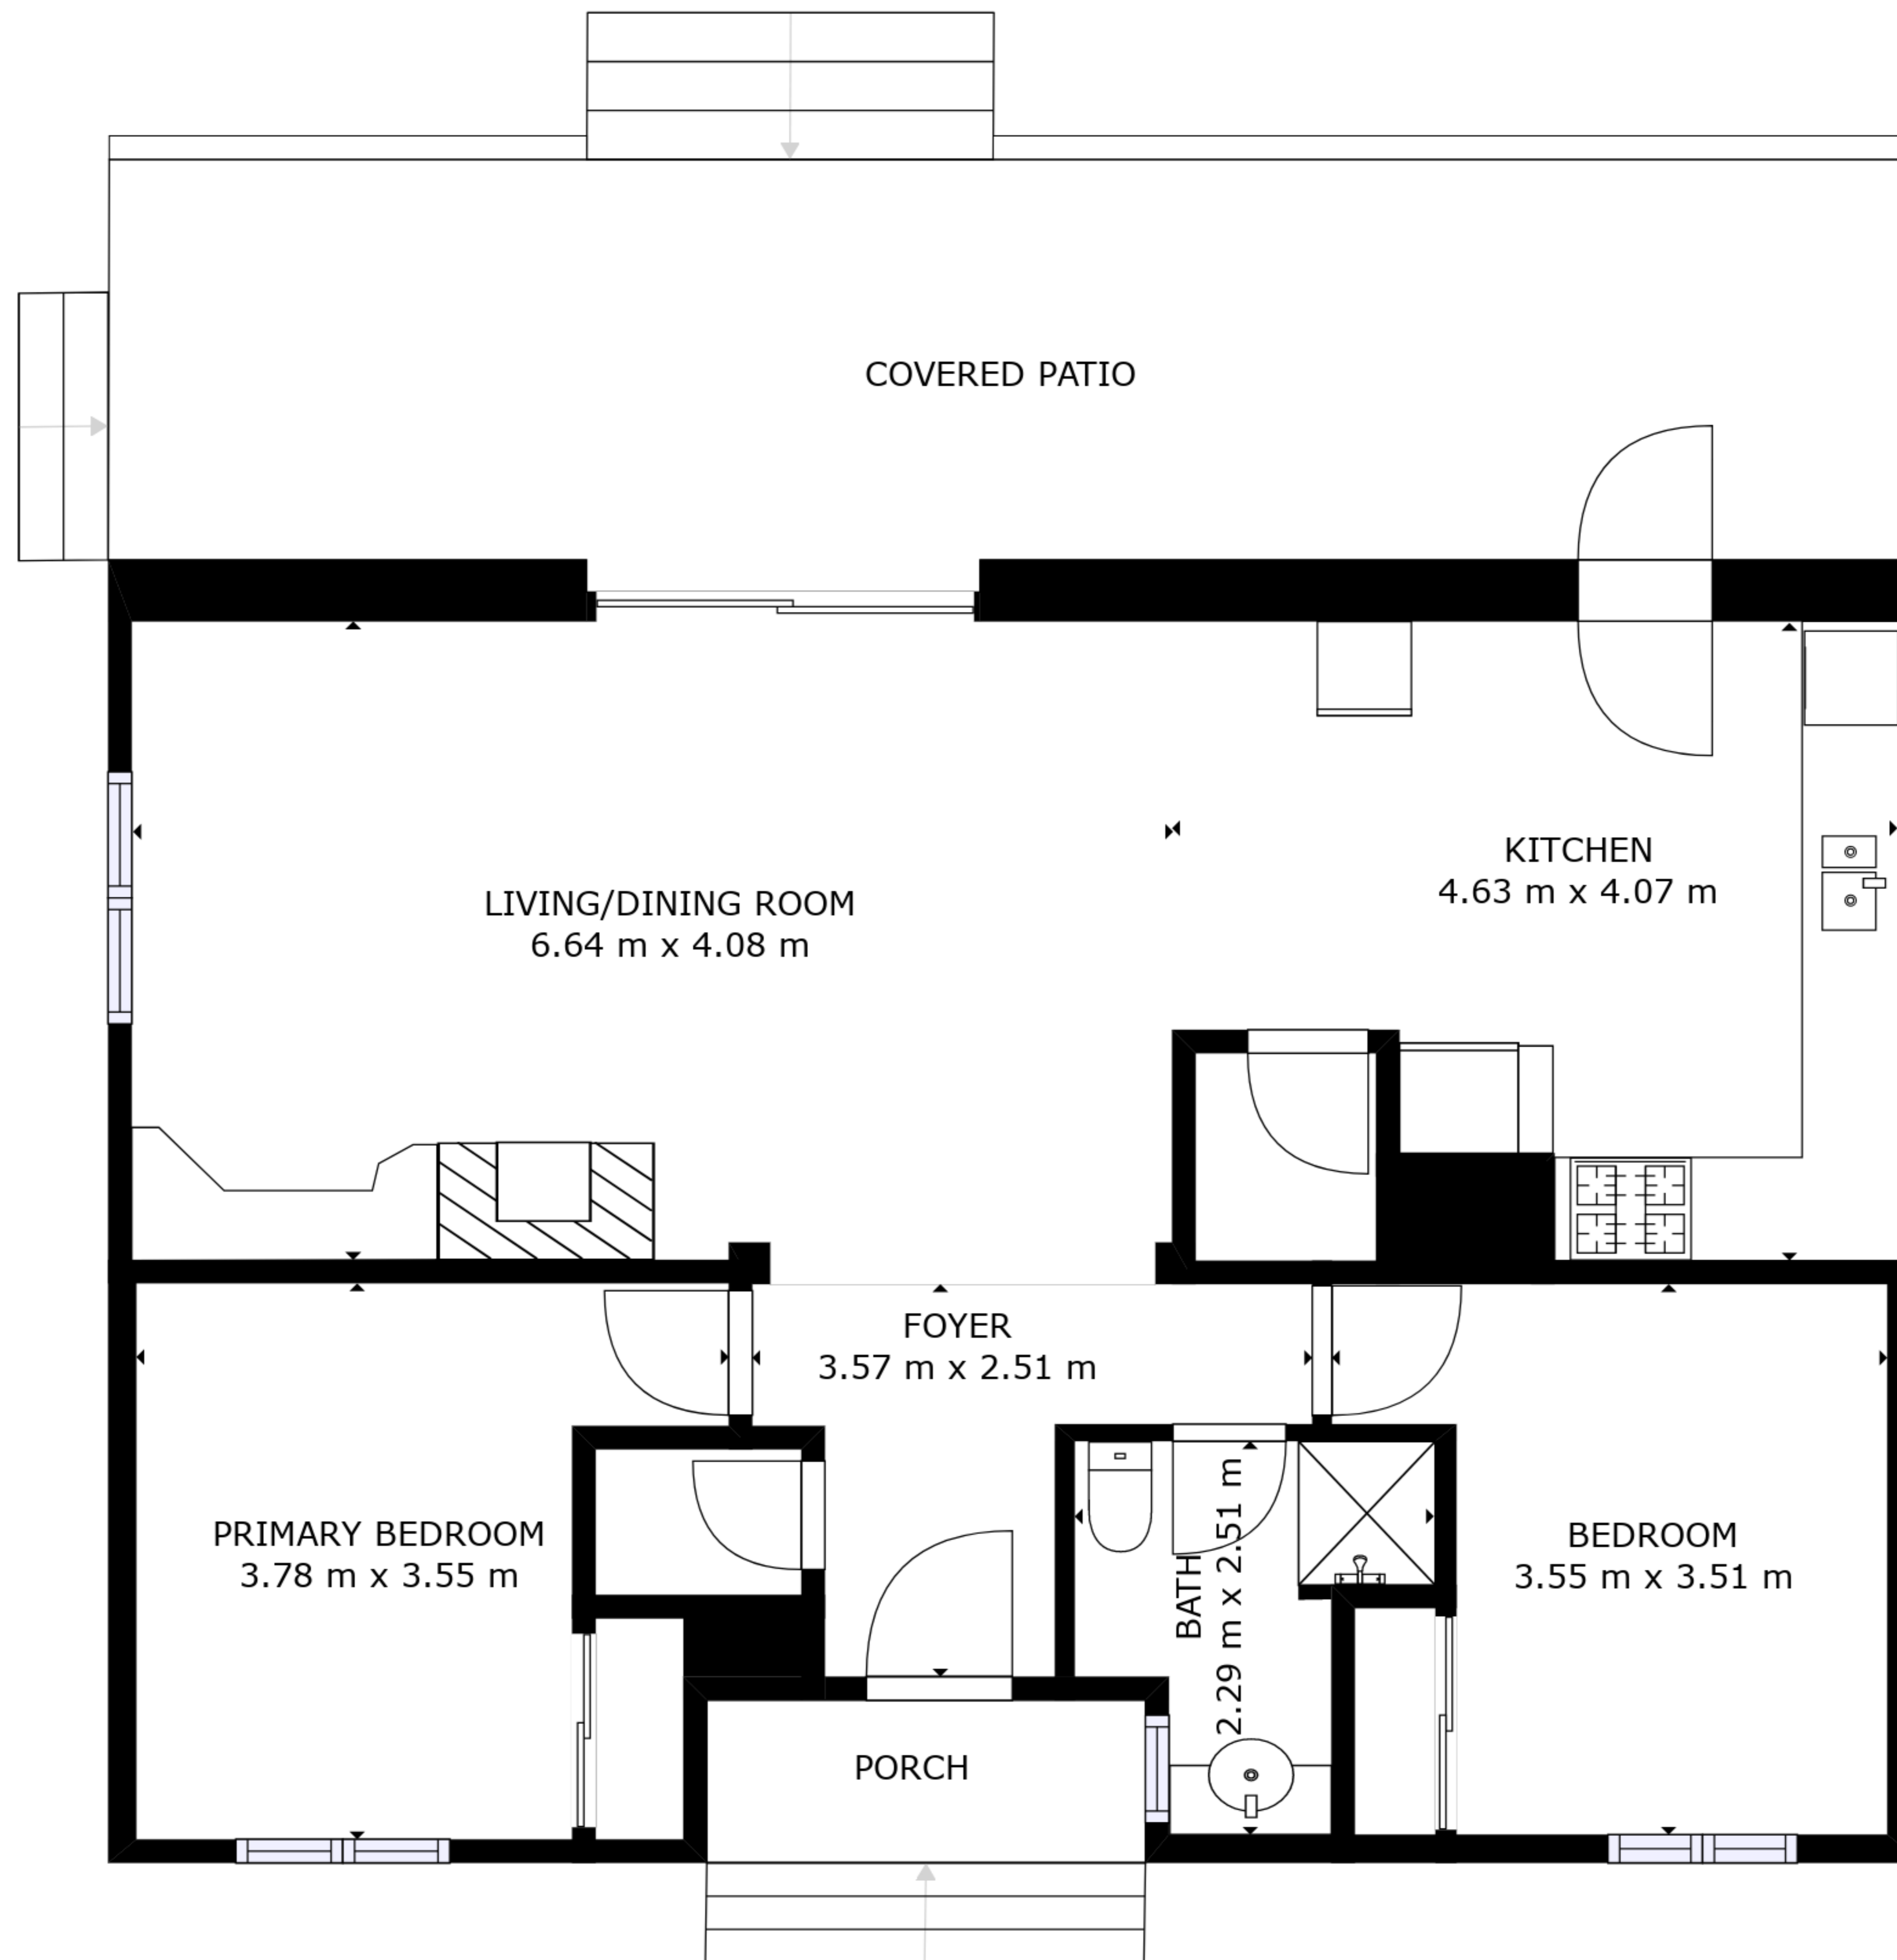 COVERED PATIO
KITCHEN
4.63 m x 4.07 m
LIVING/DINING ROOM
6.64 m x 4.08 m
FOYER
3.57 m x 2.51 m
PRIMARY BEDROOM
3.78 m x 3.55 m
BATH
2.29 m x 2.51 m
BEDROOM
3.55 m x 3.51 m
PORCH